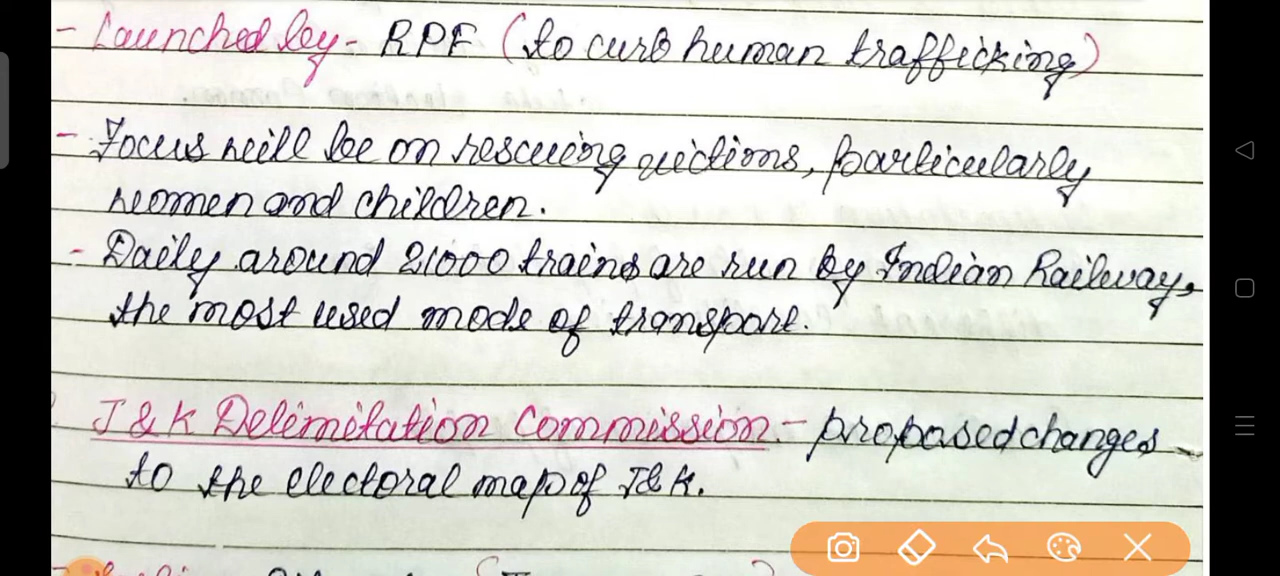 - Launched by - RPF (to curb human trafficking)
- Focus will be on rescueing victims, particularly
women and children.
- Daily around 21000 trains are run by Indian Railway,
the most used mode of transport.
J & K Delimitation Commission - proposed changes
to the electoral map of J&K.